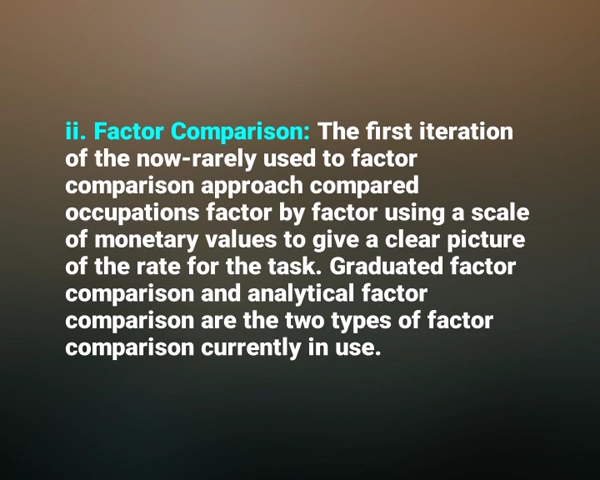 ii. Factor Comparison: The first iteration
of the now-rarely used to factor
comparison approach compared
occupations factor by factor using a scale
of monetary values to give a clear picture
of the rate for the task. Graduated factor
comparison and analytical factor
comparison are the two types of factor
comparison currently in use.